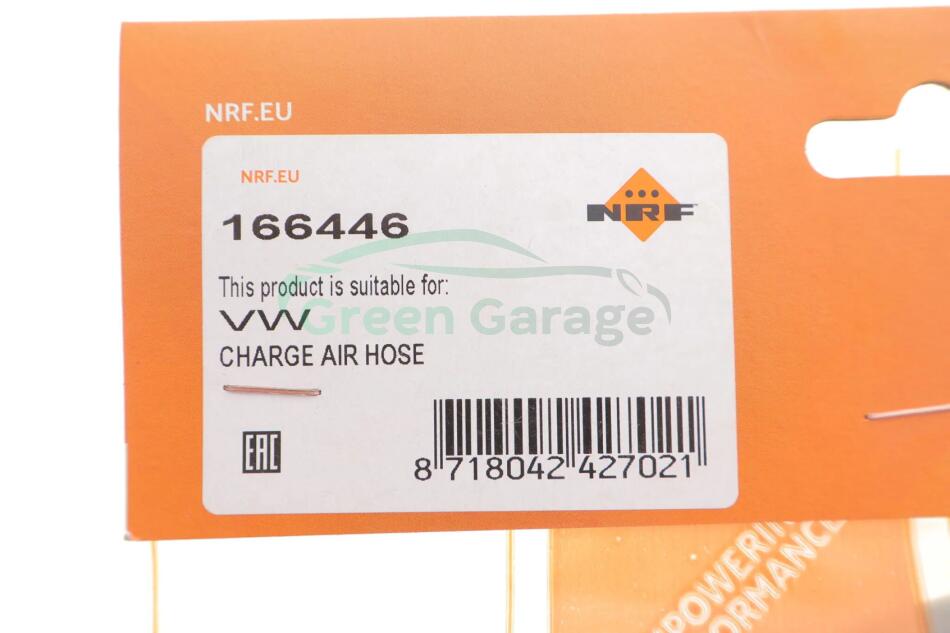 NRF.EU
NRF.EU
NRF
166446
This product is suitable for:
VW
Green Garage
CHARGE AIR HOSE
EAC
8 718042 427021